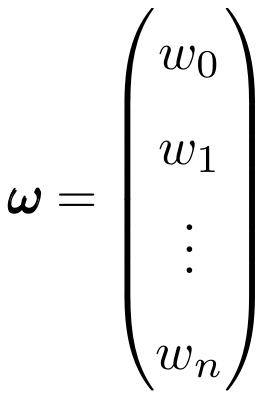 w₀
w₁
𝝎 =
⋮
wₙ